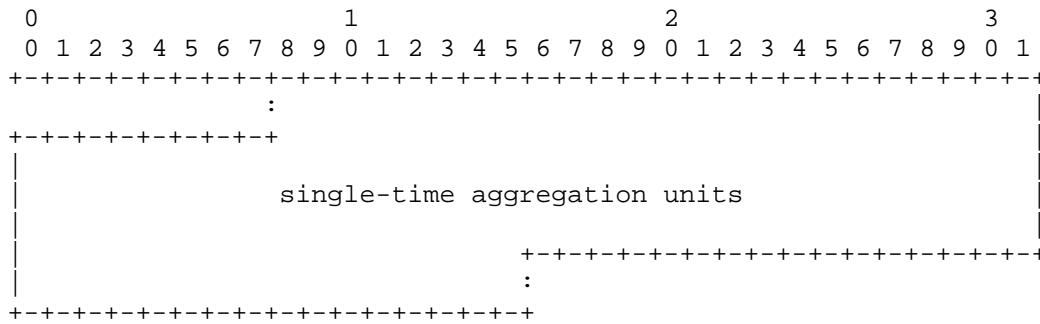 0                   1                   2                   3
 0 1 2 3 4 5 6 7 8 9 0 1 2 3 4 5 6 7 8 9 0 1 2 3 4 5 6 7 8 9 0 1
+-+-+-+-+-+-+-+-+-+-+-+-+-+-+-+-+-+-+-+-+-+-+-+-+-+-+-+-+-+-+-+-+
                :                                               |
+-+-+-+-+-+-+-+-+                                               |
|                                                               |
|                single-time aggregation units                  |
|                                                               |
|                               +-+-+-+-+-+-+-+-+-+-+-+-+-+-+-+-+
|                               :
+-+-+-+-+-+-+-+-+-+-+-+-+-+-+-+-+